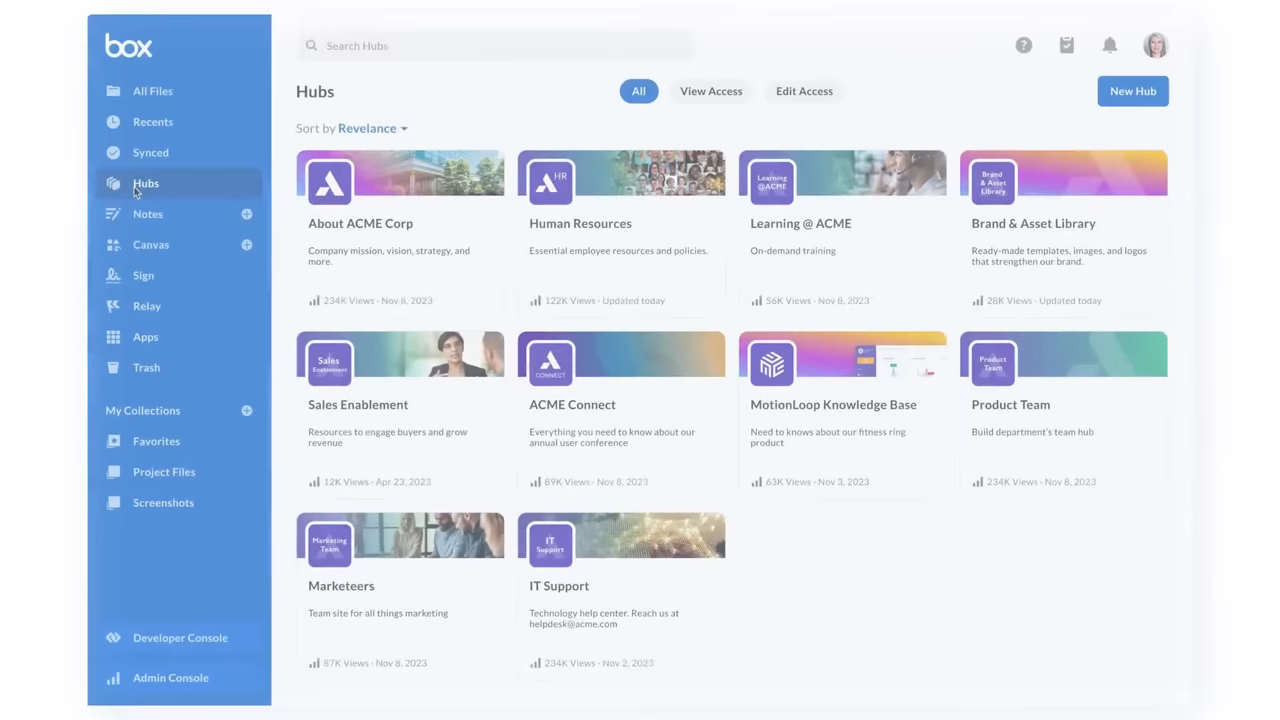 box
All Files
Recents
Synced
Hubs
Notes
Canvas
Sign
Relay
Apps
Trash
My Collections
Favorites
Project Files
Screenshots
Developer Console
Admin Console
Search Hubs
Hubs
All
View Access
Edit Access
New Hub
Sort by Revelance
About ACME Corp
Company mission, vision, strategy, and
more.
234K Views · Nov 8, 2023
HR
Human Resources
Essential employee resources and policies.
122K Views · Updated today
Learning
@ACME
Learning @ ACME
On-demand training
56K Views · Nov 8, 2023
Brand
& Asset
Library
Brand & Asset Library
Ready-made templates, images, and logos
that strengthen our brand.
28K Views · Updated today
Sales
Enablement
Sales Enablement
Resources to engage buyers and grow
revenue
12K Views · Apr 23, 2023
CONNECT
ACME Connect
Everything you need to know about our
annual user conference
89K Views · Nov 8, 2023
MotionLoop Knowledge Base
Need to knows about our fitness ring
product
63K Views · Nov 3, 2023
Product
Team
Product Team
Build department's team hub
234K Views · Nov 8, 2023
Marketing
Team
Marketeers
Team site for all things marketing
87K Views · Nov 8, 2023
IT
Support
IT Support
Technology help center. Reach us at
helpdesk@acme.com
234K Views · Nov 2, 2023